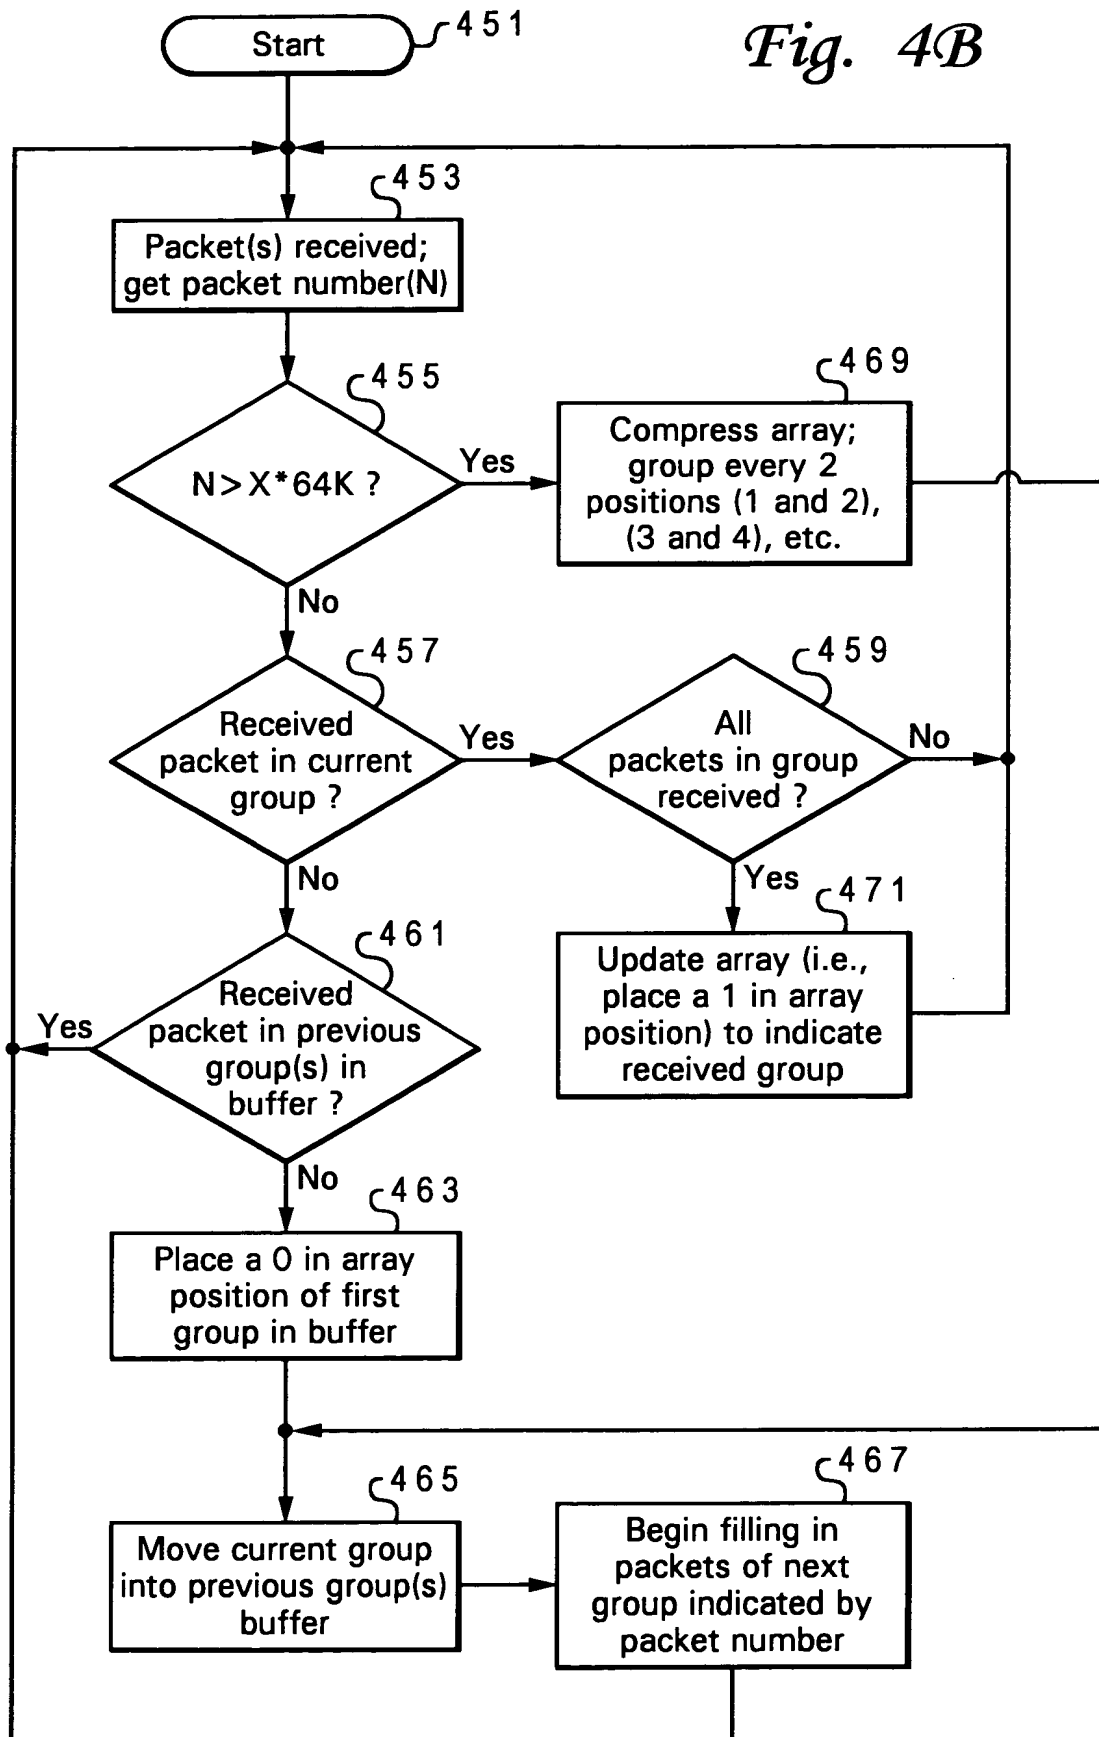 Start
451
Fig. 4B
453
Packet(s) received;
get packet number(N)
455
N>X*64K ?
Yes
No
469
Compress array;
group every 2
positions (1 and 2),
(3 and 4), etc.
457
Received
packet in current
group ?
Yes
No
459
All
packets in group
received ?
No
Yes
471
Update array (i.e.,
place a 1 in array
position) to indicate
received group
461
Received
packet in previous
group(s) in
buffer ?
Yes
No
463
Place a 0 in array
position of first
group in buffer
465
Move current group
into previous group(s)
buffer
467
Begin filling in
packets of next
group indicated by
packet number